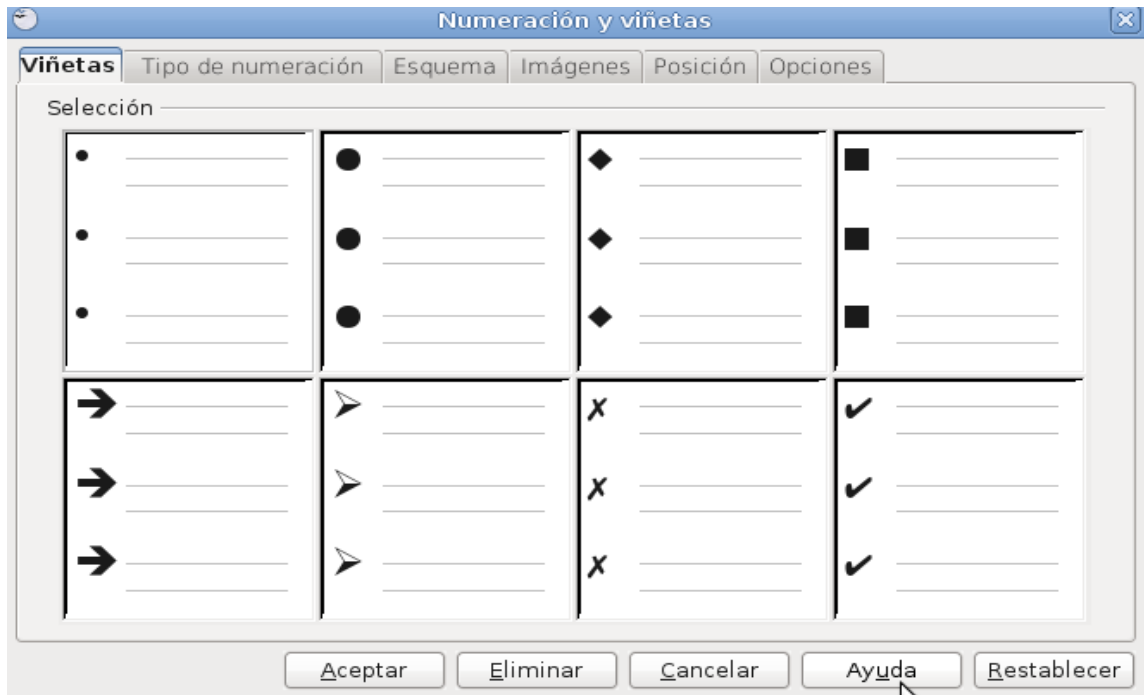 Numeración y viñetas
Viñetas Tipo de numeración Esquema Imágenes Posición Opciones
Selección
Aceptar Eliminar Cancelar Ayuda Restablecer